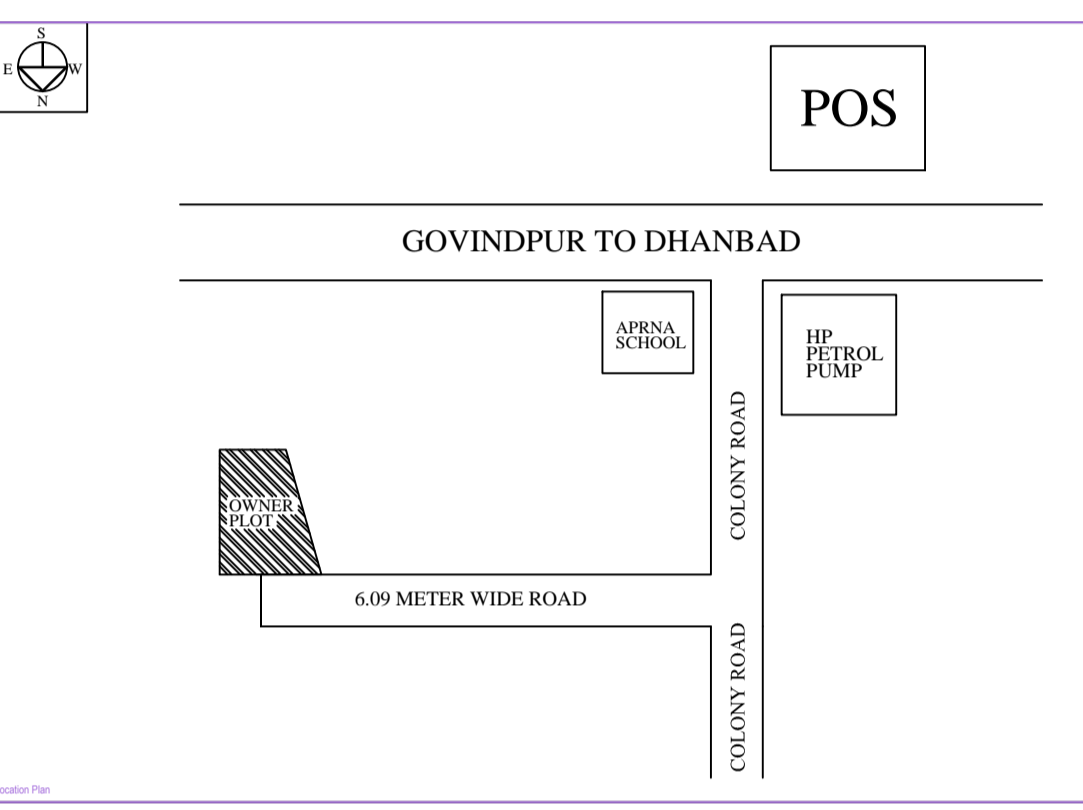 S
E
W
N
POS
GOVINDPUR TO DHANBAD
APRNA
SCHOOL
HP
PETROL
PUMP
COLONY ROAD
OWNER
PLOT
6.09 METER WIDE ROAD
COLONY ROAD
ocation Plan